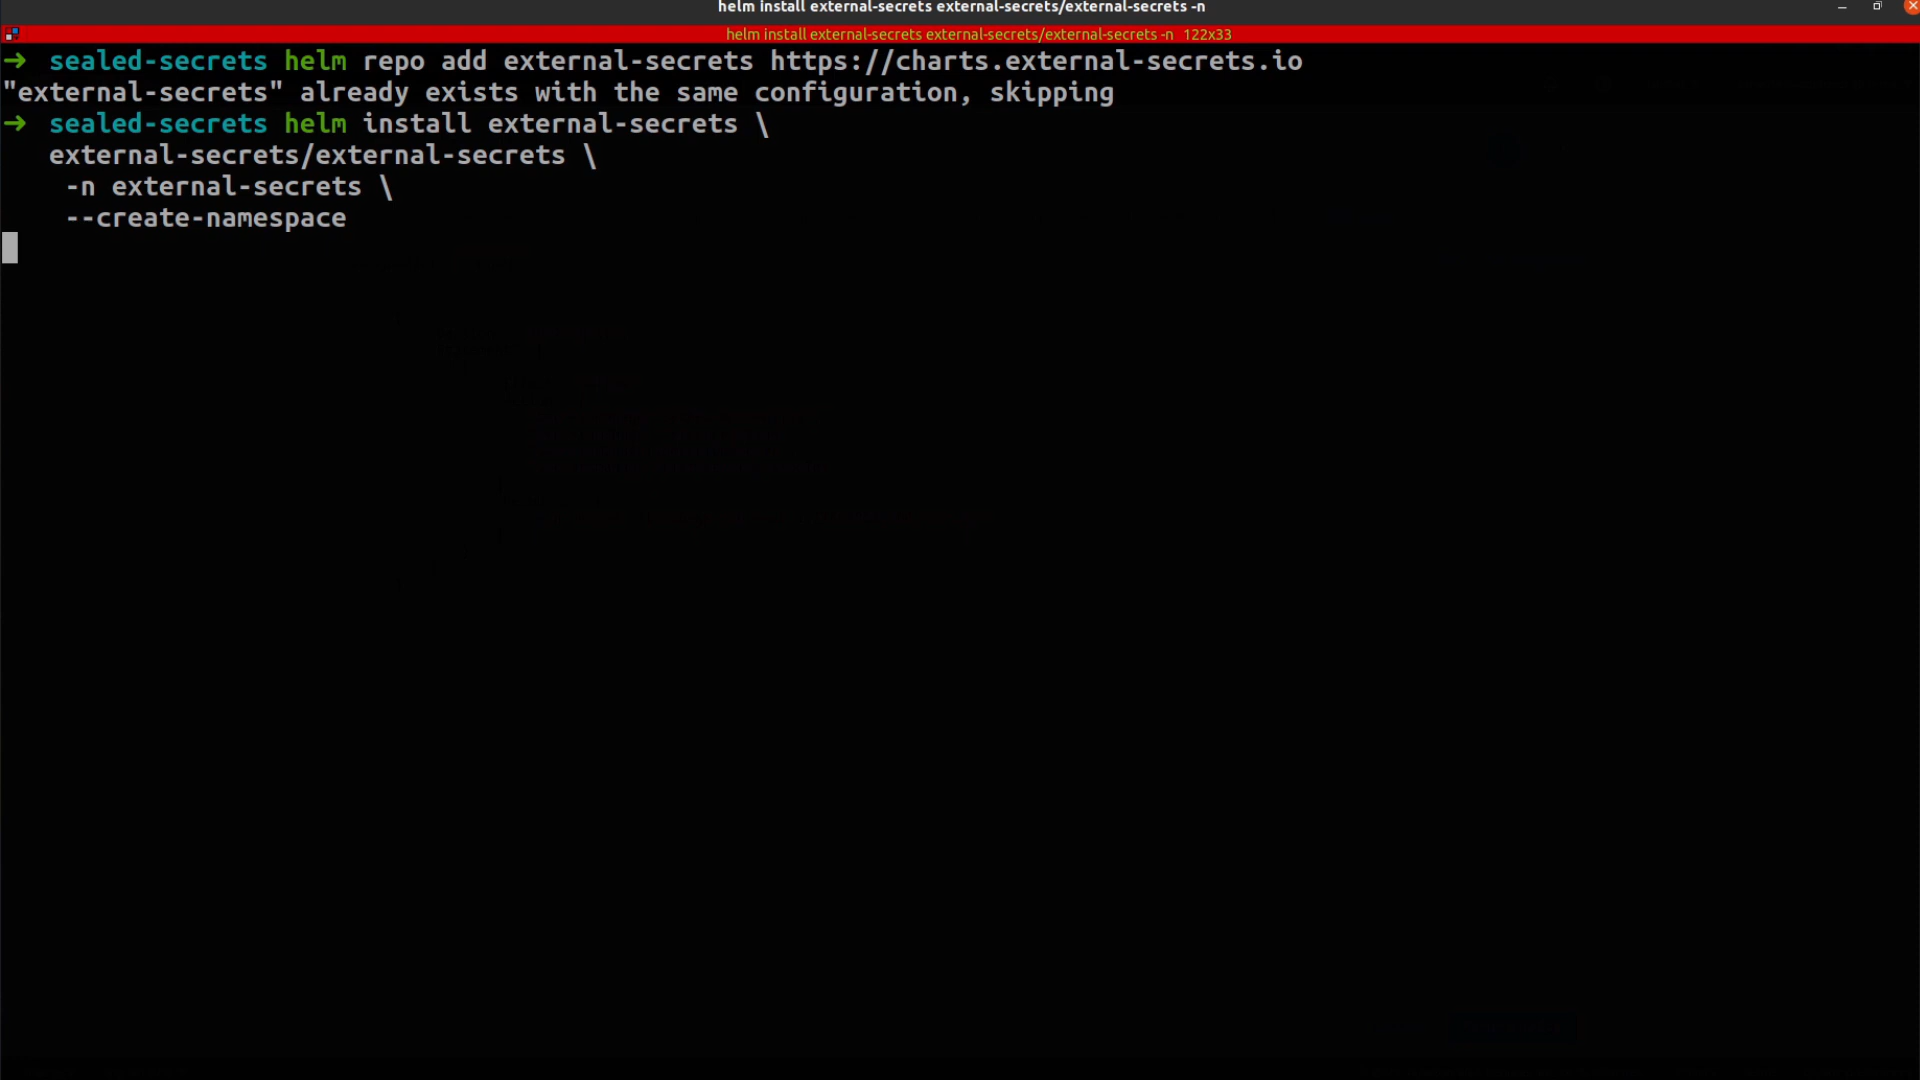 helm install external-secrets external-secrets/external-secrets -n
helm install external-secrets external-secrets/external-secrets -n 122x33
➜ sealed-secrets helm repo add external-secrets https://charts.external-secrets.io
"external-secrets" already exists with the same configuration, skipping
➜ sealed-secrets helm install external-secrets \
external-secrets/external-secrets \
-n external-secrets \
--create-namespace